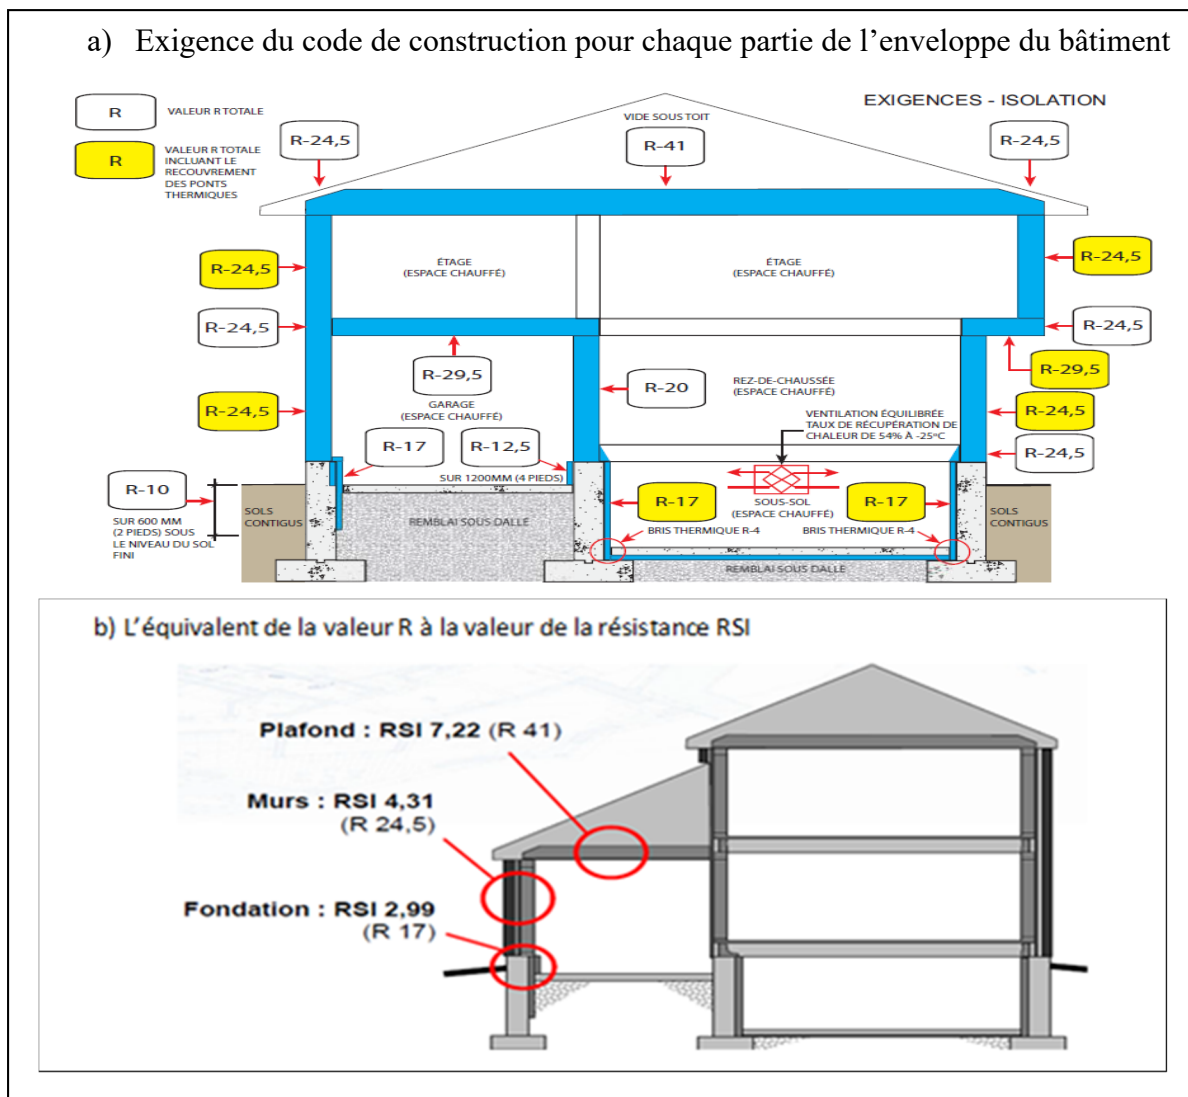 a) Exigence du code de construction pour chaque partie de l’enveloppe du bâtiment
EXIGENCES - ISOLATION
R
VALEUR R TOTALE
R
VALEUR R TOTALE
INCLUANT LE
RECOUVREMENT
DES PONTS
THERMIQUES
R-24,5
VIDE SOUS TOIT
R-41
R-24,5
R-24,5
ÉTAGE
(ESPACE CHAUFFÉ)
ÉTAGE
(ESPACE CHAUFFÉ)
R-24,5
R-24,5
R-24,5
R-29,5
R-20
REZ-DE-CHAUSSÉE
(ESPACE CHAUFFÉ)
R-29,5
R-24,5
GARAGE
(ESPACE CHAUFFÉ)
R-24,5
VENTILATION ÉQUILIBRÉE
TAUX DE RÉCUPÉRATION DE
CHALEUR DE 54% À -25°C
R-17
R-12,5
R-24,5
SUR 1200MM (4 PIEDS)
R-10
SUR 600 MM
(2 PIEDS) SOUS
LE NIVEAU DU SOL
FINI
SOLS
CONTIGUS
REMBLAI SOUS DALLE
R-17
SOUS-SOL
(ESPACE CHAUFFÉ)
R-17
SOLS
CONTIGUS
BRIS THERMIQUE R-4
BRIS THERMIQUE R-4
REMBLAI SOUS DALLE
b) L’équivalent de la valeur R à la valeur de la résistance RSI
Plafond : RSI 7,22 (R 41)
Murs : RSI 4,31
(R 24,5)
Fondation : RSI 2,99
(R 17)